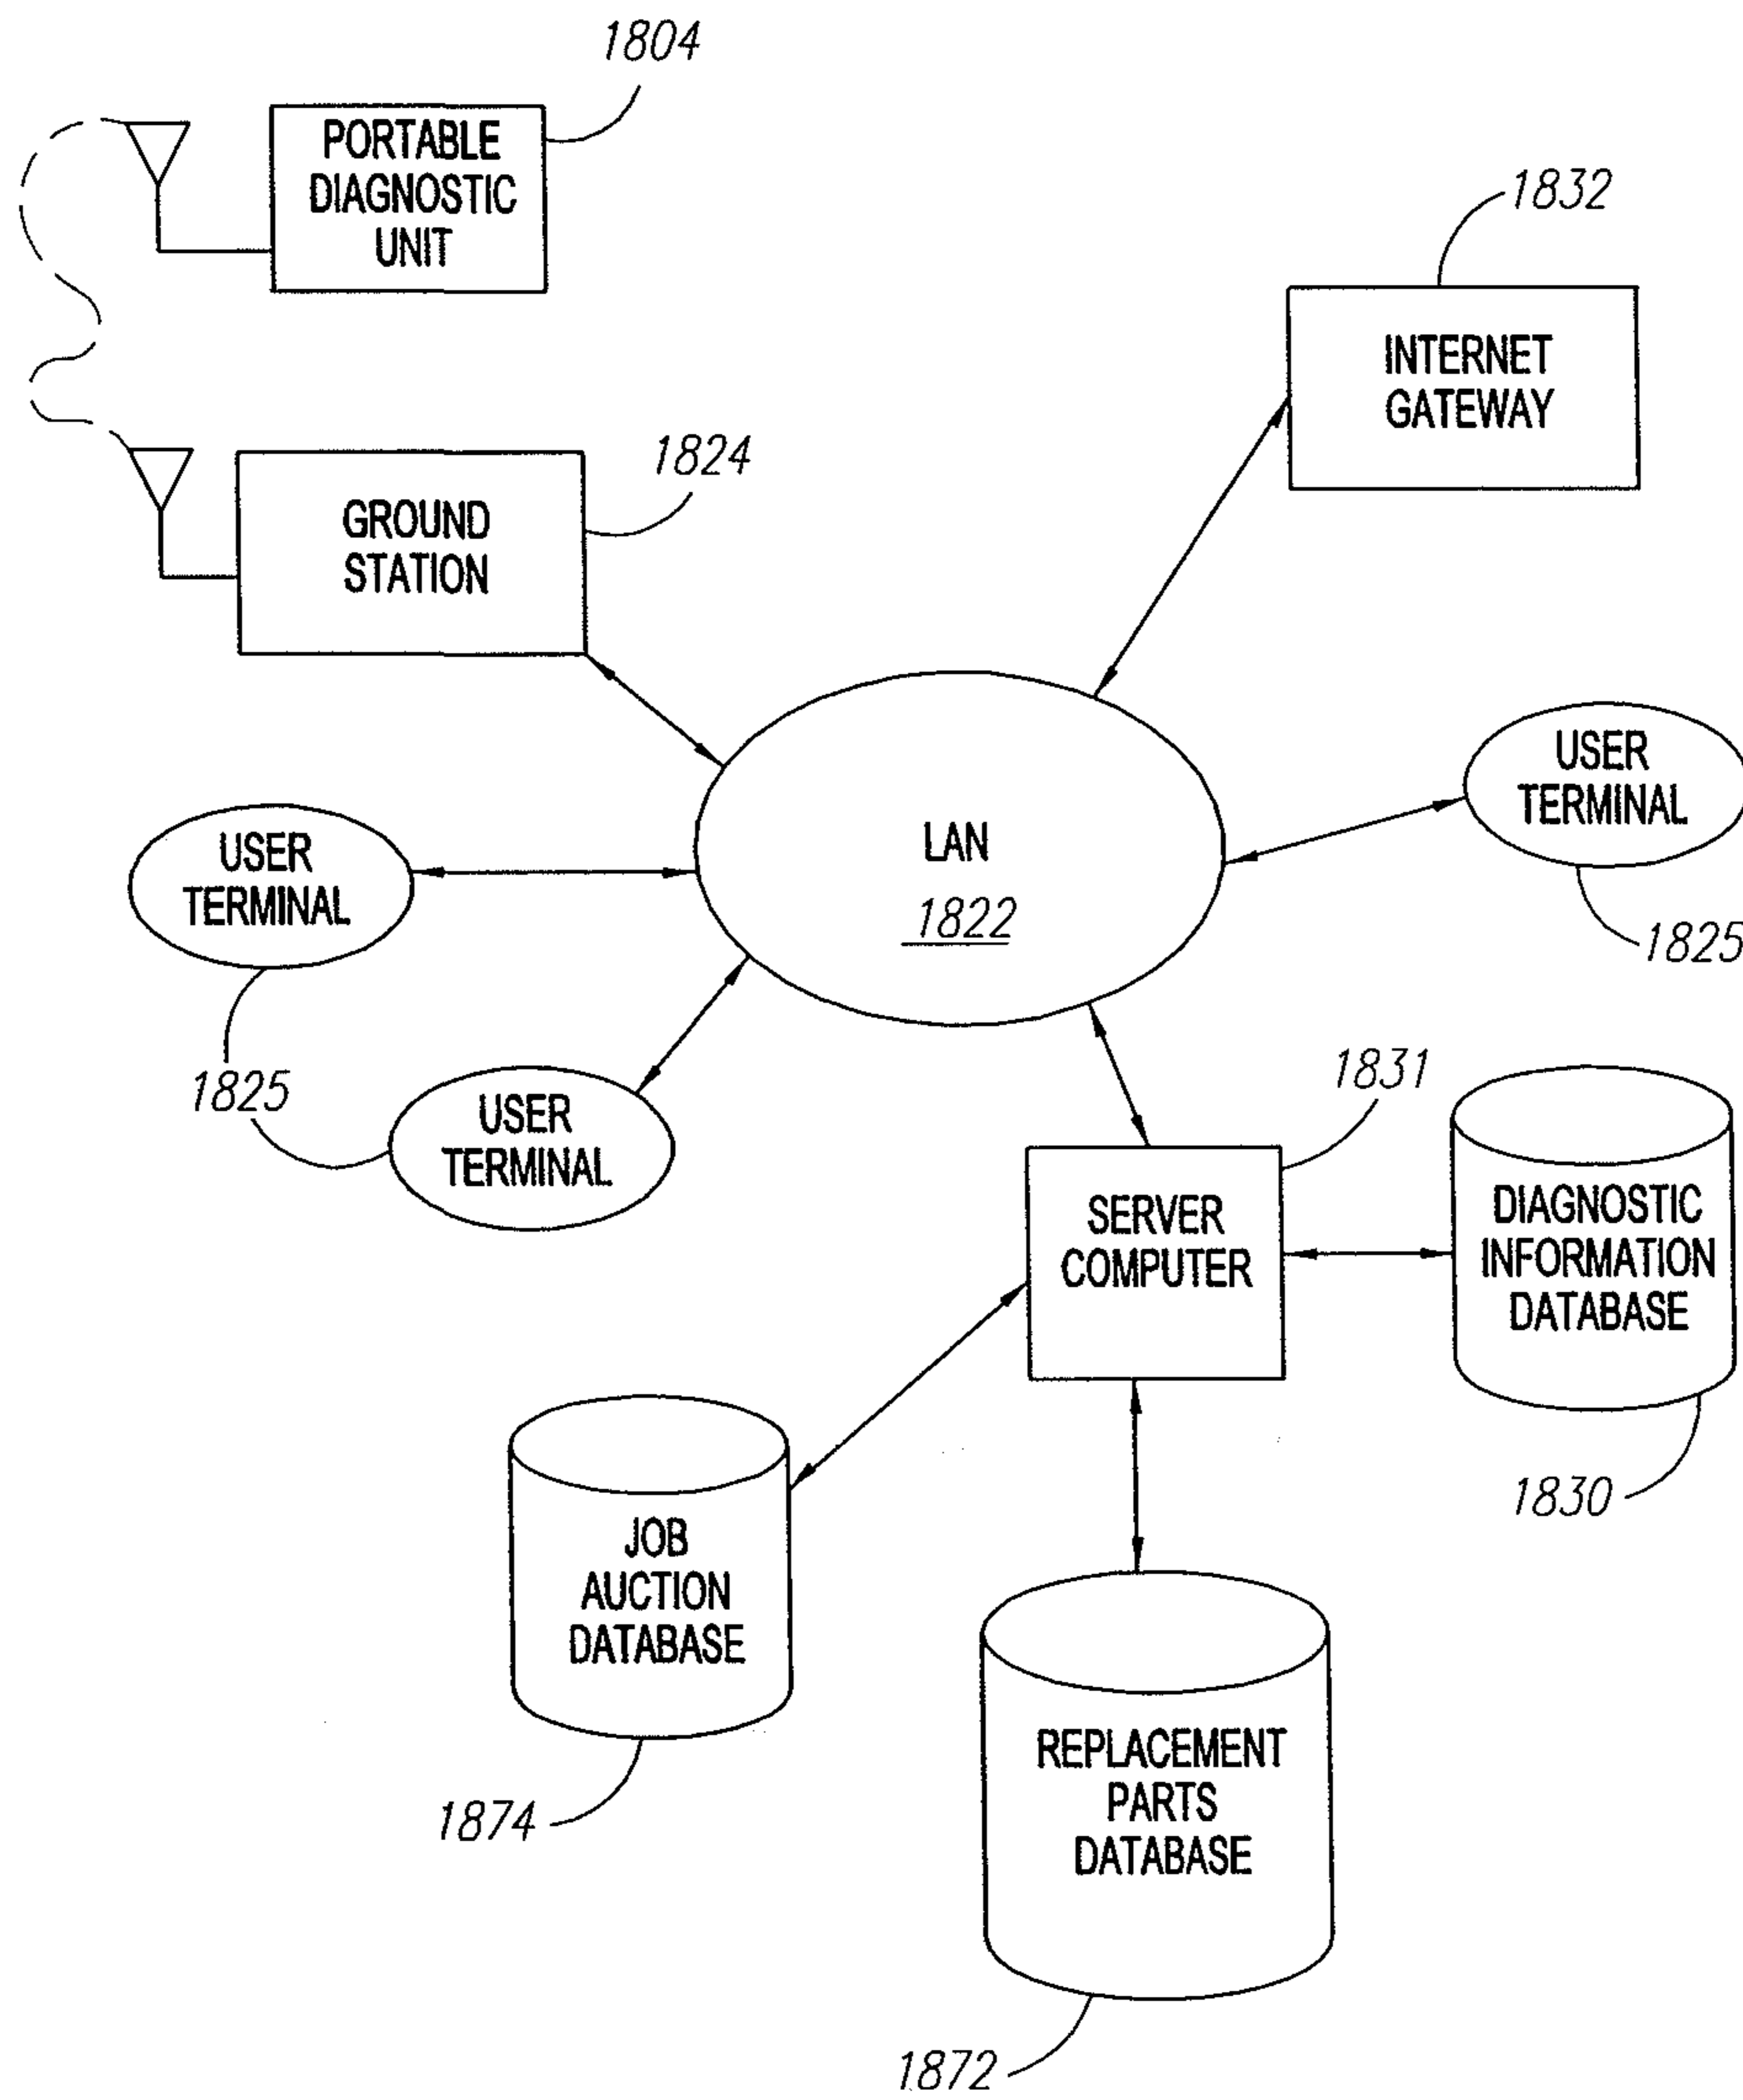 1804
PORTABLE
DIAGNOSTIC
UNIT
1832
INTERNET
GATEWAY
1824
GROUND
STATION
USER
TERMINAL
1825
LAN
1822
USER
TERMINAL
1825
USER
TERMINAL
1831
SERVER
COMPUTER
DIAGNOSTIC
INFORMATION
DATABASE
1830
JOB
AUCTION
DATABASE
1874
REPLACEMENT
PARTS
DATABASE
1872